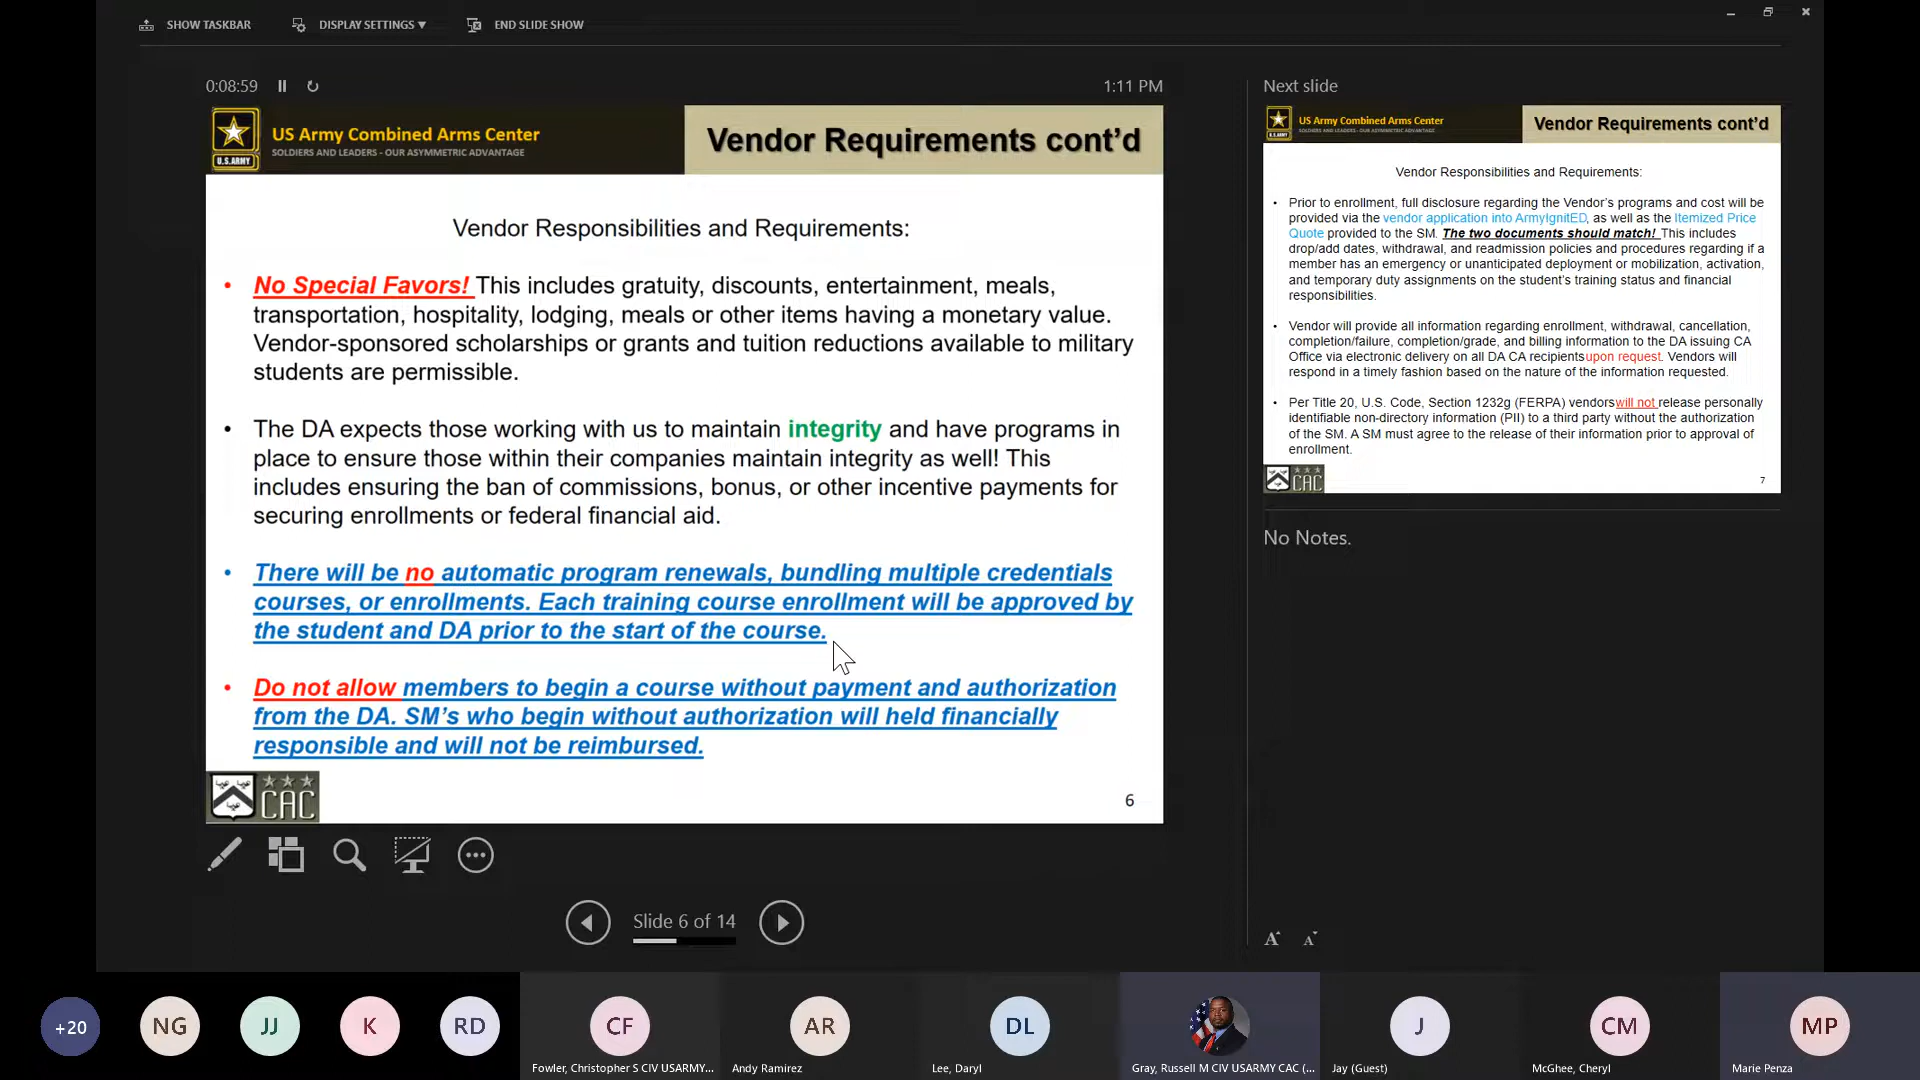 SHOW TASKBAR
DISPLAY SETTINGS
END SLIDE SHOW
0:08:59
1:11 PM
U.S.ARMY
US Army Combined Arms Center
SOLDIERS AND LEADERS - OUR ASYMMETRIC ADVANTAGE
Vendor Requirements cont'd
Vendor Responsibilities and Requirements:
• No Special Favors! This includes gratuity, discounts, entertainment, meals,
transportation, hospitality, lodging, meals or other items having a monetary value.
Vendor-sponsored scholarships or grants and tuition reductions available to military
students are permissible.
• The DA expects those working with us to maintain integrity and have programs in
place to ensure those within their companies maintain integrity as well! This
includes ensuring the ban of commissions, bonus, or other incentive payments for
securing enrollments or federal financial aid.
• There will be no automatic program renewals, bundling multiple credentials
courses, or enrollments. Each training course enrollment will be approved by
the student and DA prior to the start of the course.
• Do not allow members to begin a course without payment and authorization
from the DA. SM's who begin without authorization will held financially
responsible and will not be reimbursed.
CAC
6
Slide 6 of 14
Next slide
US Army Combined Arms Center
SOLDIERS AND LEADERS - OUR ASYMMETRIC ADVANTAGE
Vendor Requirements cont'd
Vendor Responsibilities and Requirements:
• Prior to enrollment, full disclosure regarding the Vendor's programs and cost will be
provided via the vendor application into ArmyIgnitED, as well as the Itemized Price
Quote provided to the SM. The two documents should match! This includes
drop/add dates, withdrawal, and readmission policies and procedures regarding if a
member has an emergency or unanticipated deployment or mobilization, activation,
and temporary duty assignments on the student's training status and financial
responsibilities.
• Vendor will provide all information regarding enrollment, withdrawal, cancellation,
completion/failure, completion/grade, and billing information to the DA issuing CA
Office via electronic delivery on all DA CA recipients upon request. Vendors will
respond in a timely fashion based on the nature of the information requested.
• Per Title 20, U.S. Code, Section 1232g (FERPA) vendors will not release personally
identifiable non-directory information (PII) to a third party without the authorization
of the SM. A SM must agree to the release of their information prior to approval of
enrollment.
CAC
7
No Notes.
A A
+20
NG
JJ
K
RD
CF
AR
DL
J
CM
MP
Fowler, Christopher S CIV USARMY...
Andy Ramirez
Lee, Daryl
Gray, Russell M CIV USARMY CAC (...
Jay (Guest)
McGhee, Cheryl
Marie Penza